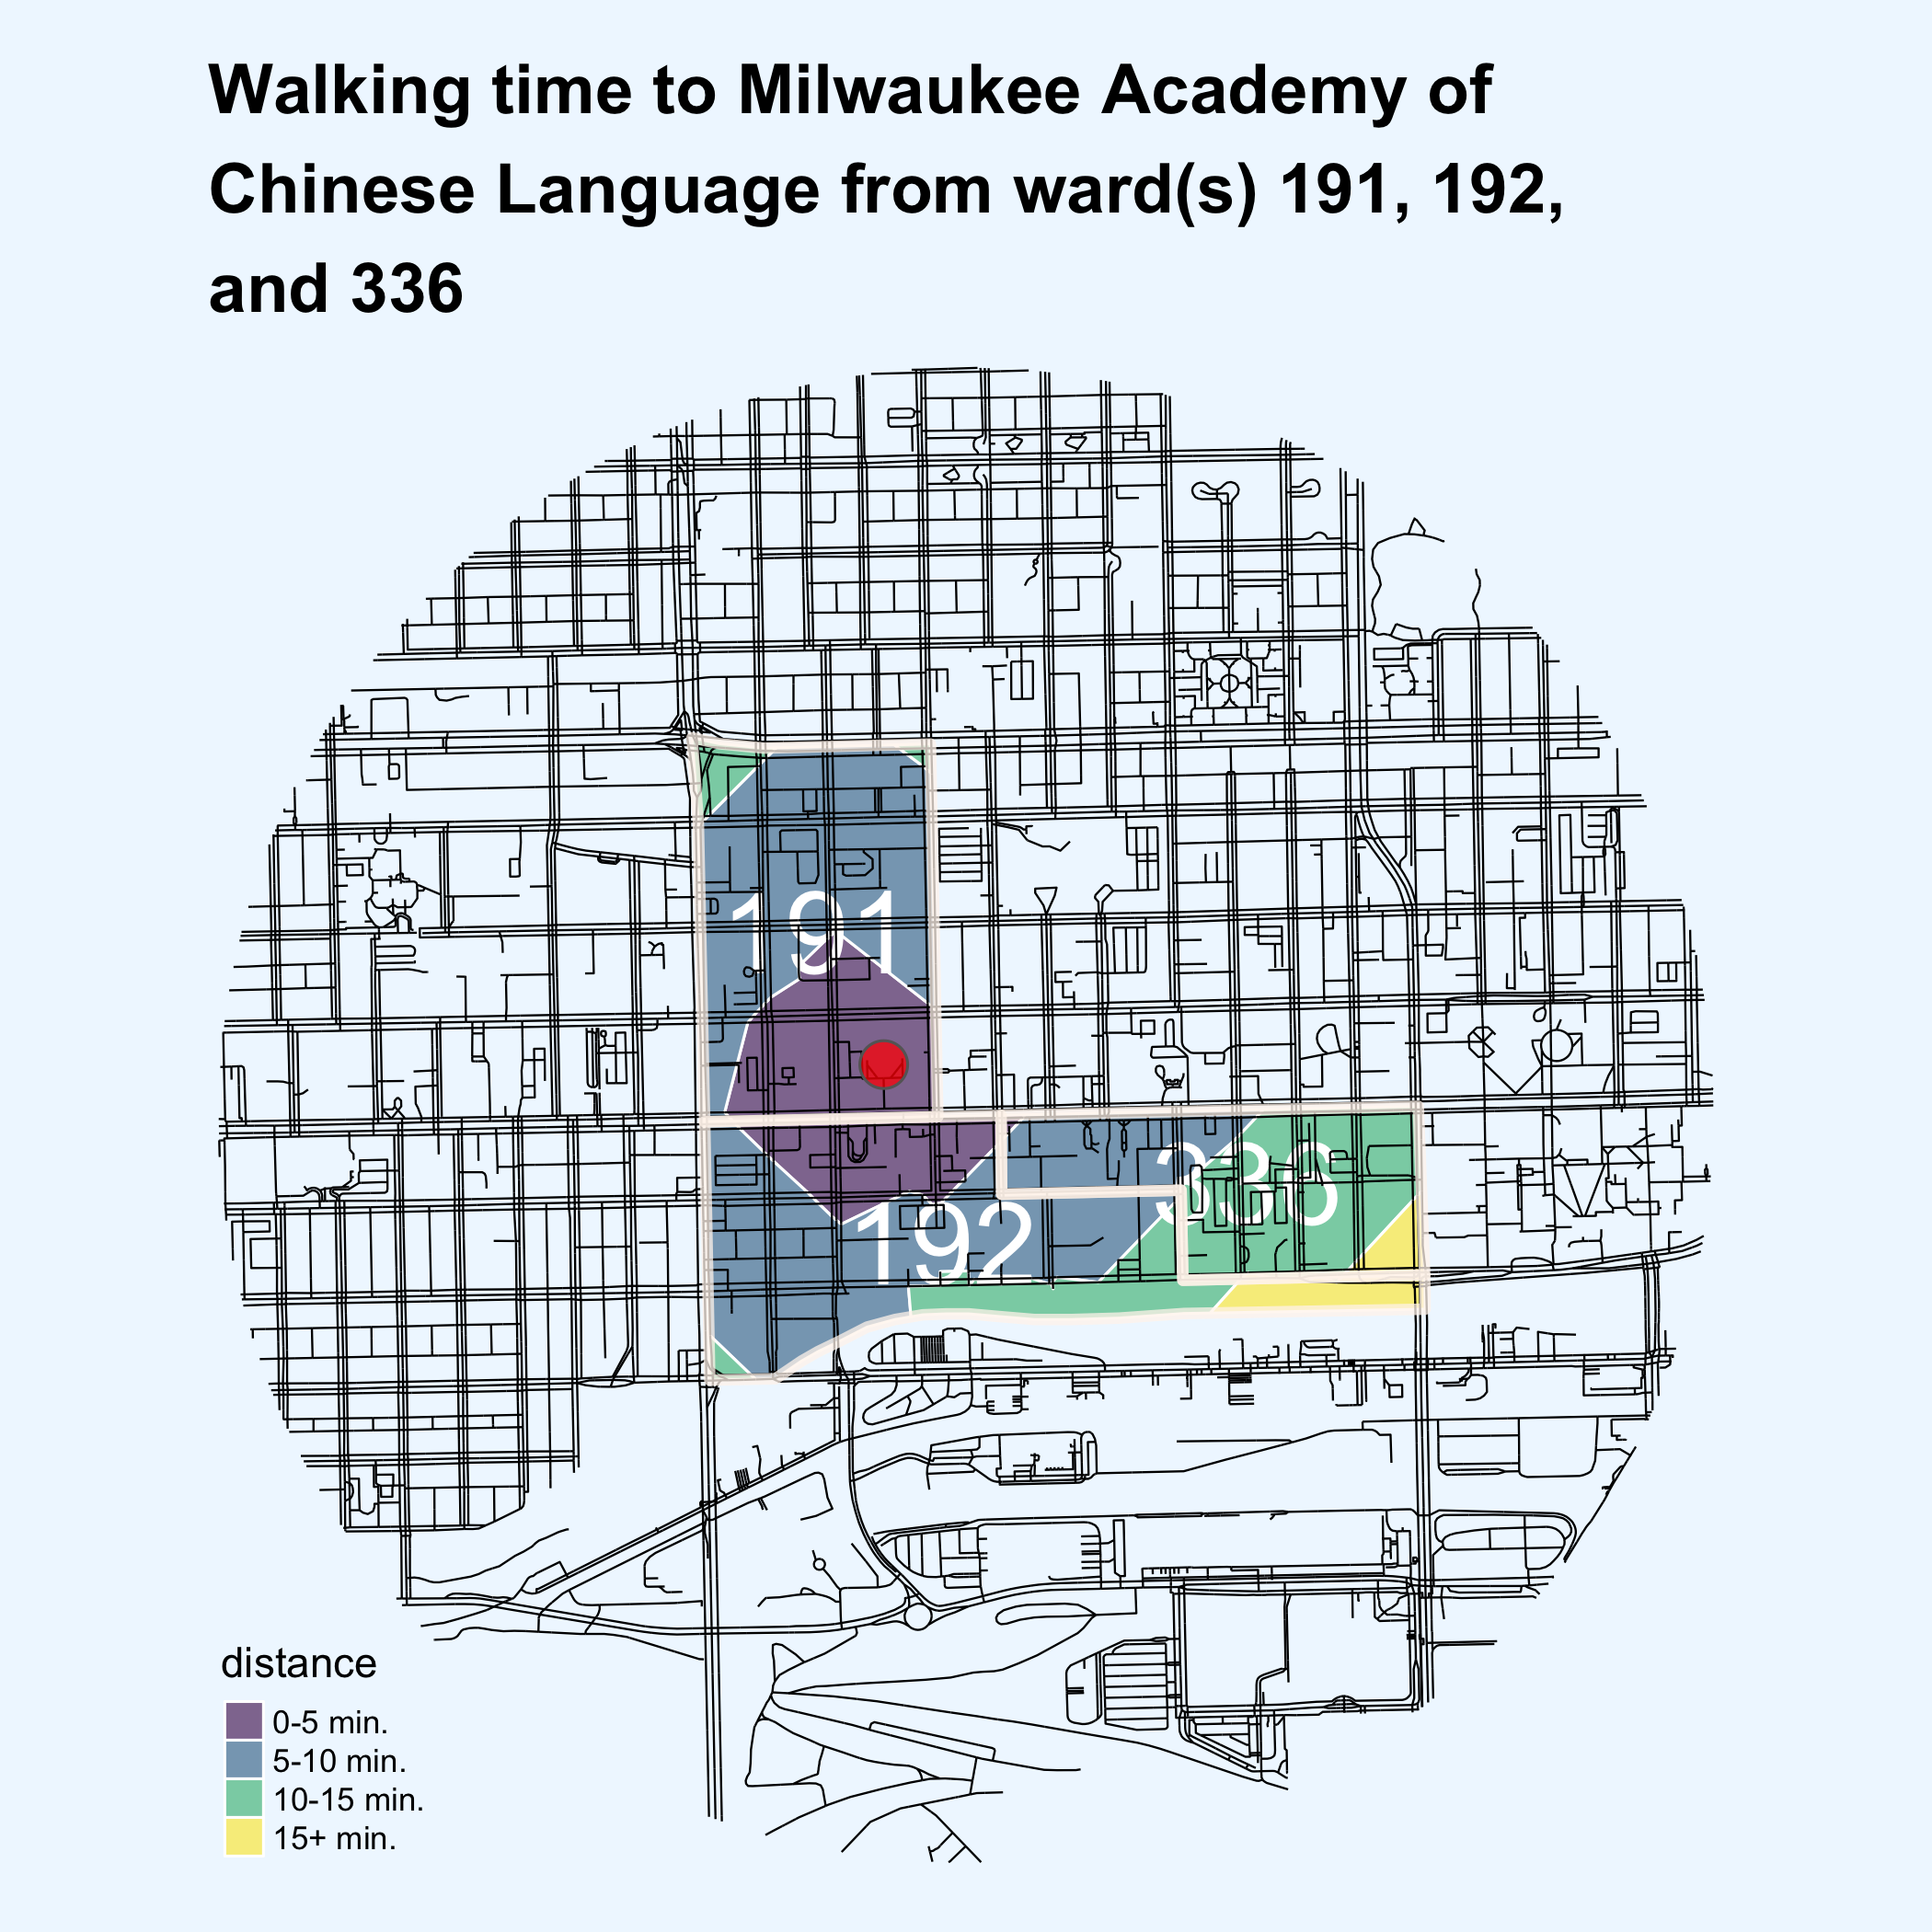 Walking time to Milwaukee Academy of
Chinese Language from ward(s) 191, 192,
and 336
191
336
192
distance
0-5 min.
5-10 min.
10-15 min.
15+ min.